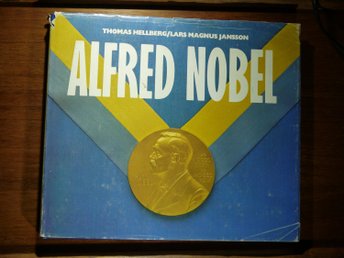 THOMAS HELLBERG/LARS MAGNUS JANSSON
ALFRED NOBEL